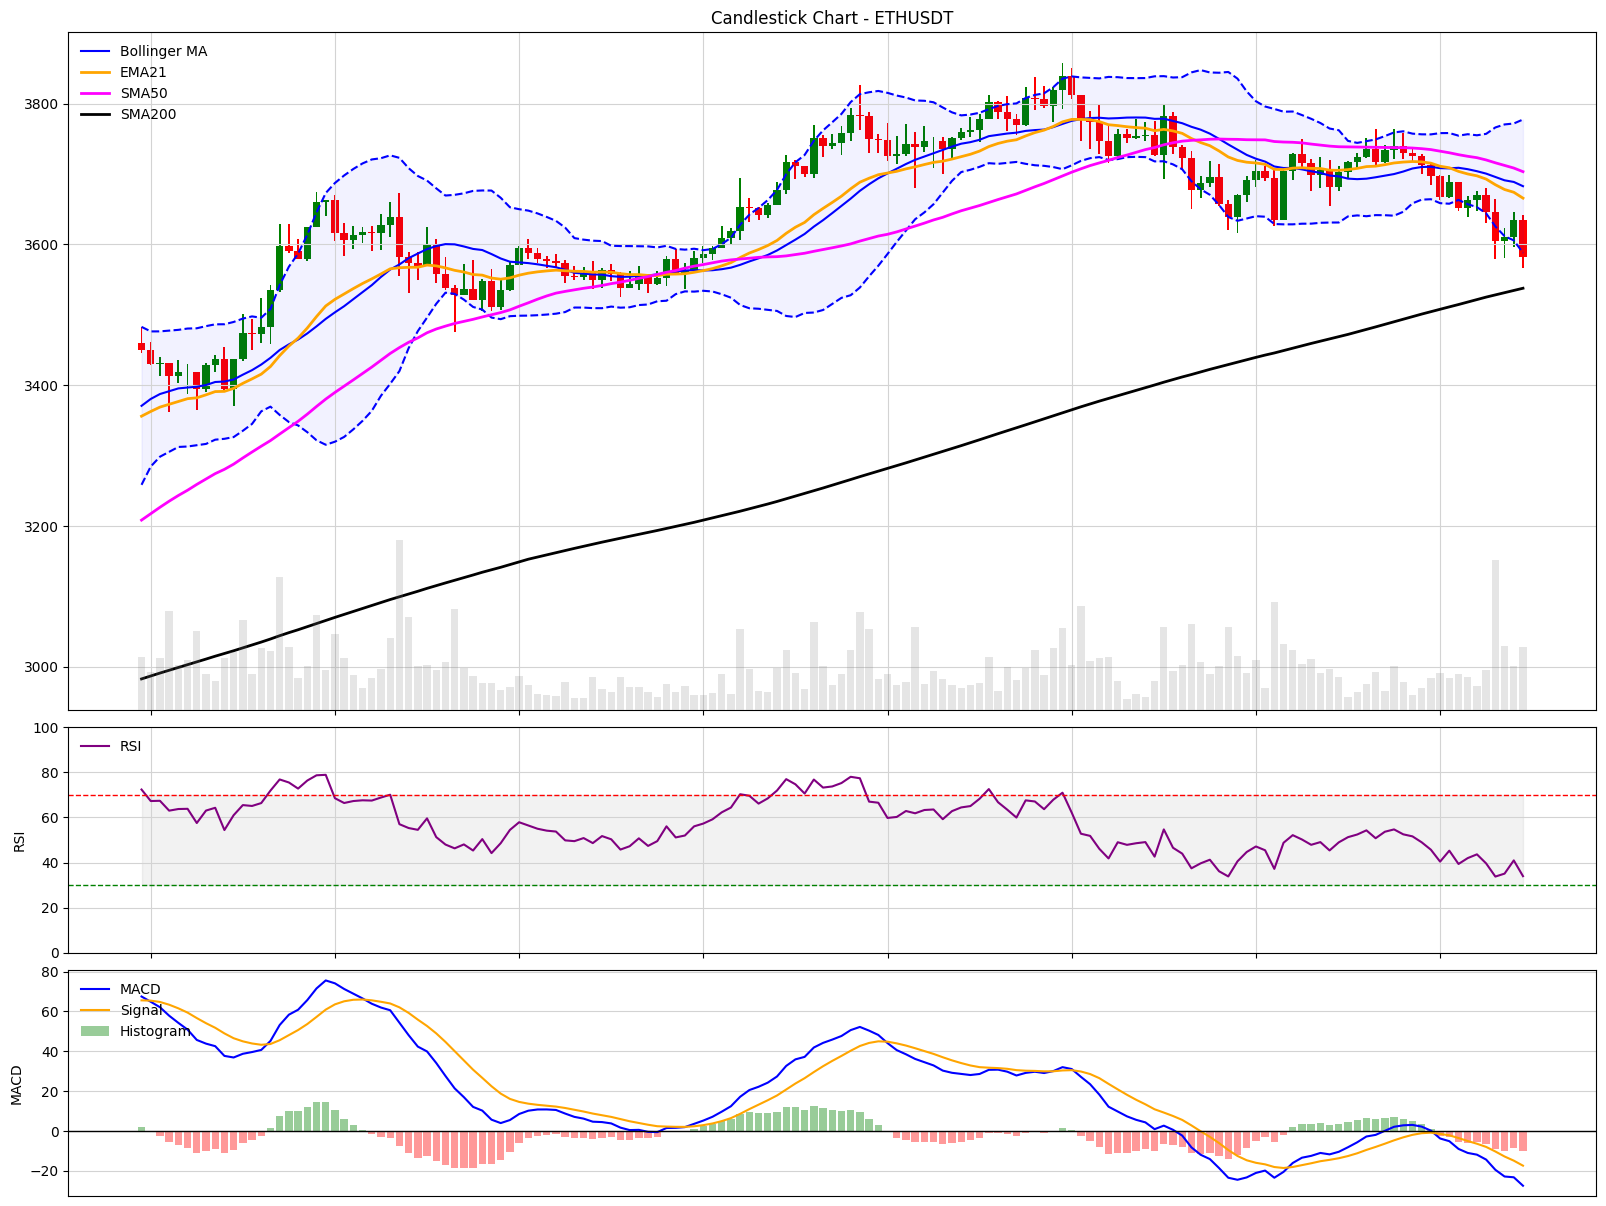 Candlestick Chart - ETHUSDT
Bollinger MA
EMA21
SMA50
SMA200
3800
3600
3400
3200
3000
100
RSI
80
60
RSI
40
20
0
80
MACD
60
Signal
Histogram
40
MACD
20
0
−20